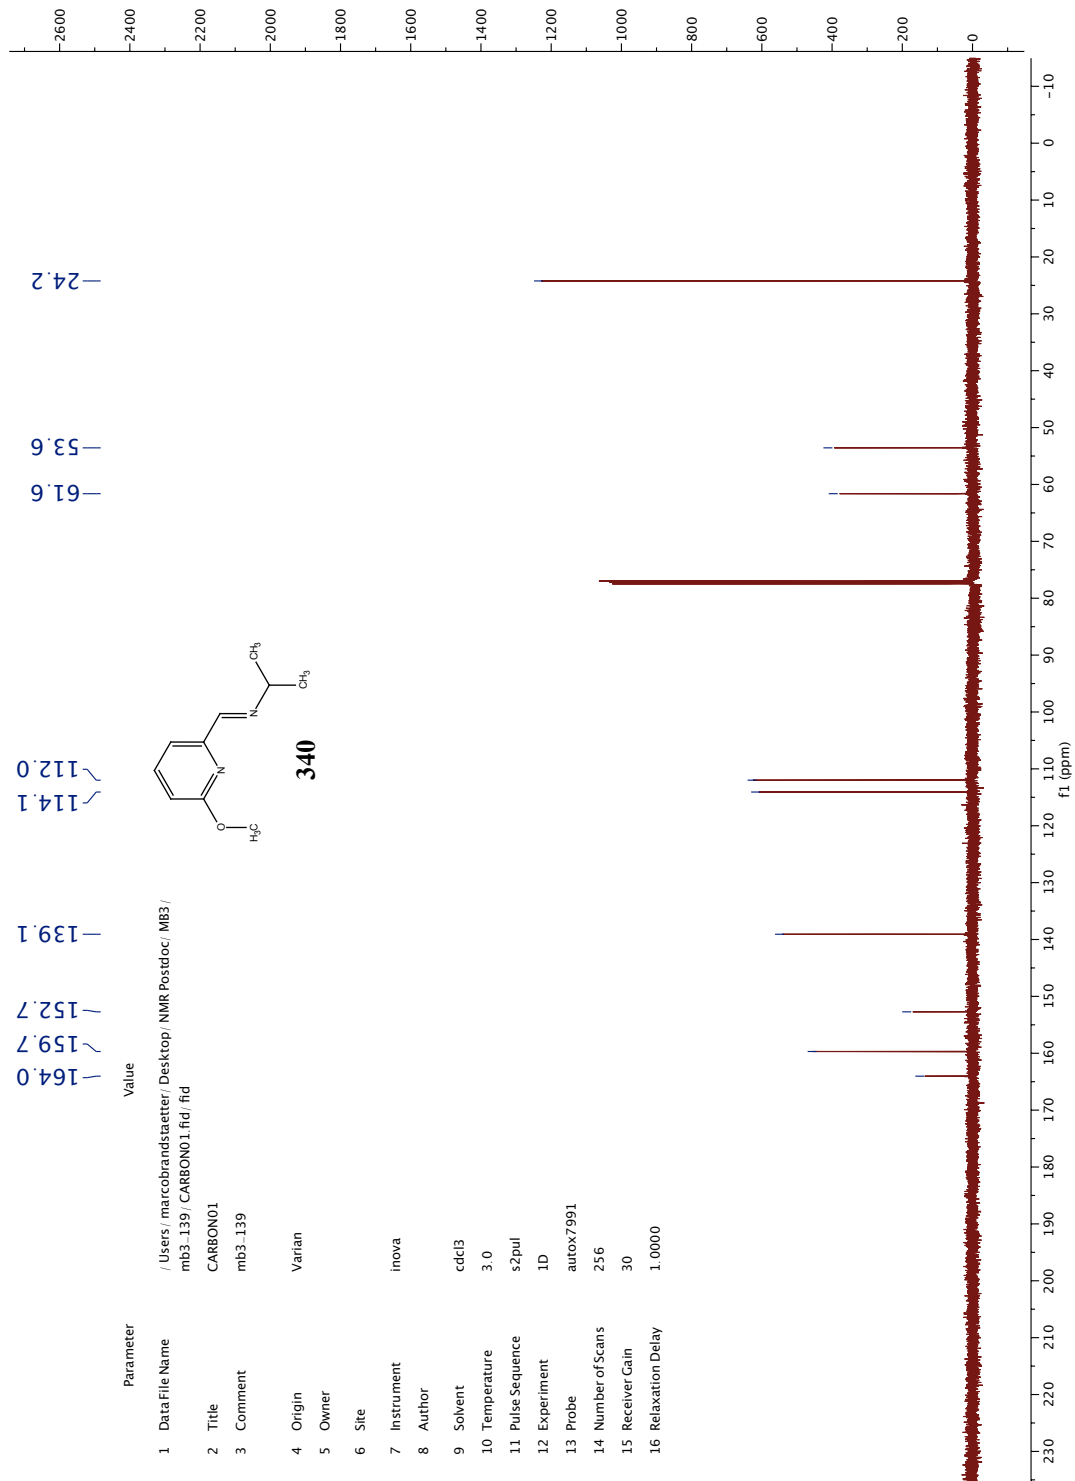 24.2
53.6
61.6
112.0
114.1
139.1
152.7
159.7
164.0
Parameter Value
1 Data File Name / Users / marcobrandstaetter / Desktop / NMR Postdoc / MB3 /
mb3-139 / CARBON01.fid / fid
2 Title CARBON01
3 Comment mb3-139
4 Origin Varian
5 Owner
6 Site
7 Instrument inova
8 Author
9 Solvent cdcl3
10 Temperature 3.0
11 Pulse Sequence s2pul
12 Experiment 1D
13 Probe autox7991
14 Number of Scans 256
15 Receiver Gain 30
16 Relaxation Delay 1.0000
H3C
O
N
N
CH3
CH3
340
2600
2400
2200
2000
1800
1600
1400
1200
1000
800
600
400
200
0
230 220 210 200 190 180 170 160 150 140 130 120 110 100 90 80 70 60 50 40 30 20 10 0 -10
f1 (ppm)